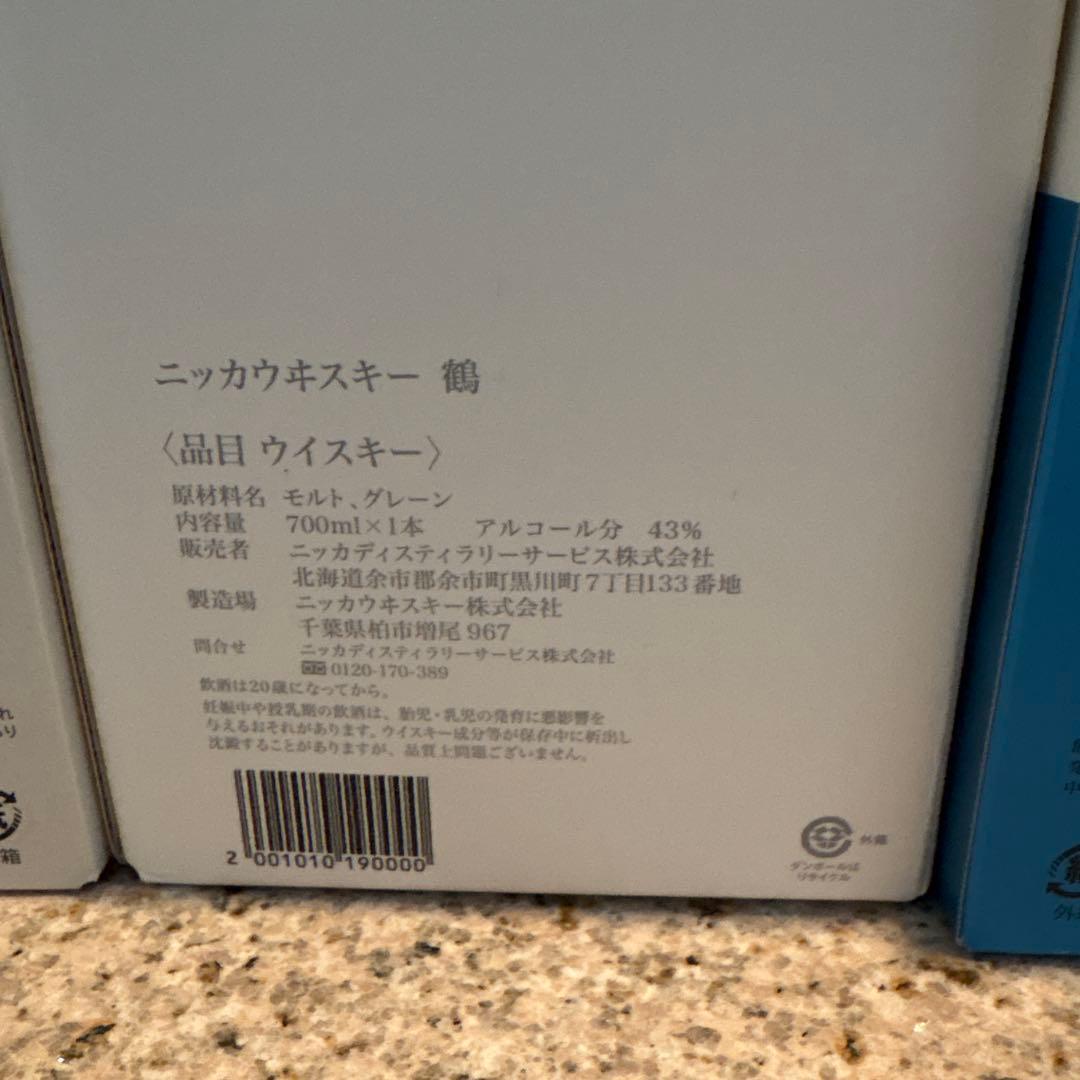 ニッカウヰスキー 鶴
〈品目 ウイスキー〉
原材料名 モルト、グレーン
内容量 700ml×1本 アルコール分 43%
販売者 ニッカディスティラリーサービス株式会社
北海道余市郡余市町黒川町7丁目133番地
製造場 ニッカウヰスキー株式会社
千葉県柏市増尾967
問合せ ニッカディスティラリーサービス株式会社
0120-170-389
飲酒は20歳になってから。
妊娠中や授乳期の飲酒は、胎児・乳児の発育に悪影響を
与えるおそれがあります。ウイスキー成分等が保存中に析出し
沈澱することがありますが、品質上問題ございません。
2 001010 190000
外箱
ダンボールは
リサイクル
れ
り
箱
中
外